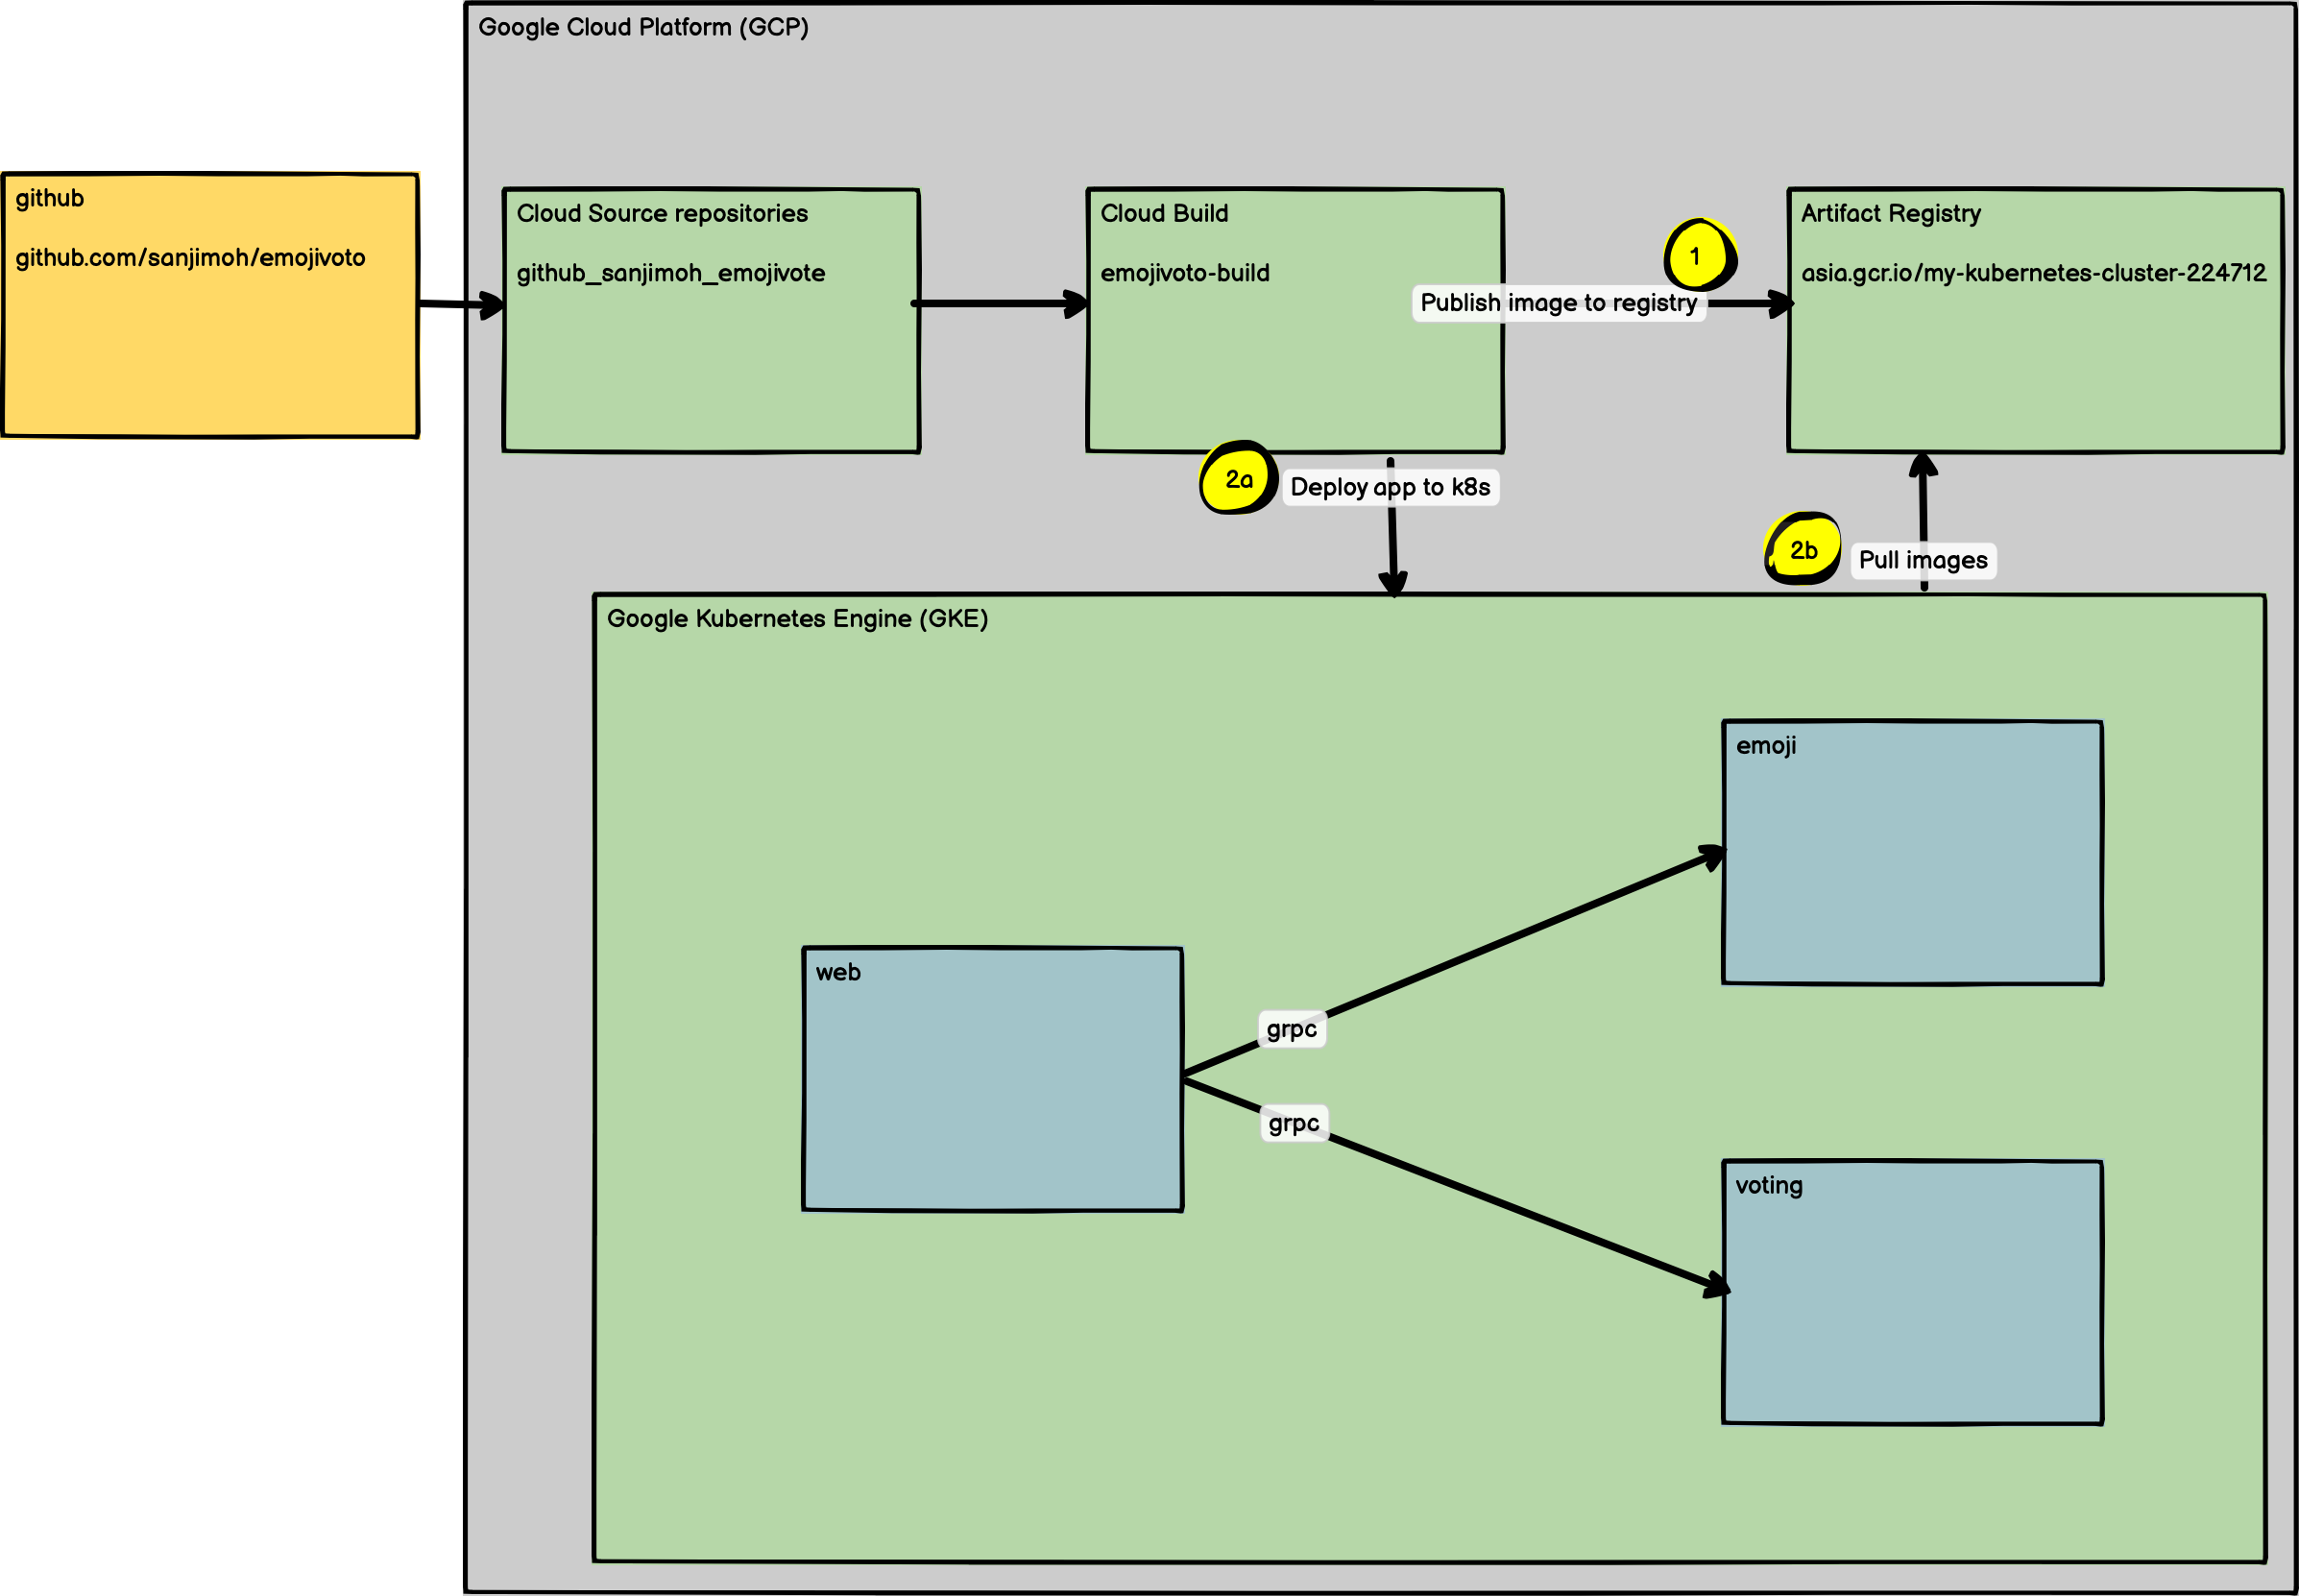 Google Cloud Platform (GCP)
github
github.com/sanjimoh/emojivoto
Cloud Source repositories
github_sanjimoh_emojivote
Cloud Build
emojivoto-build
1
Publish image to registry
Artifact Registry
asia.gcr.io/my-kubernetes-cluster-224712
2a
Deploy app to k8s
2b
Pull images
Google Kubernetes Engine (GKE)
emoji
web
grpc
grpc
voting